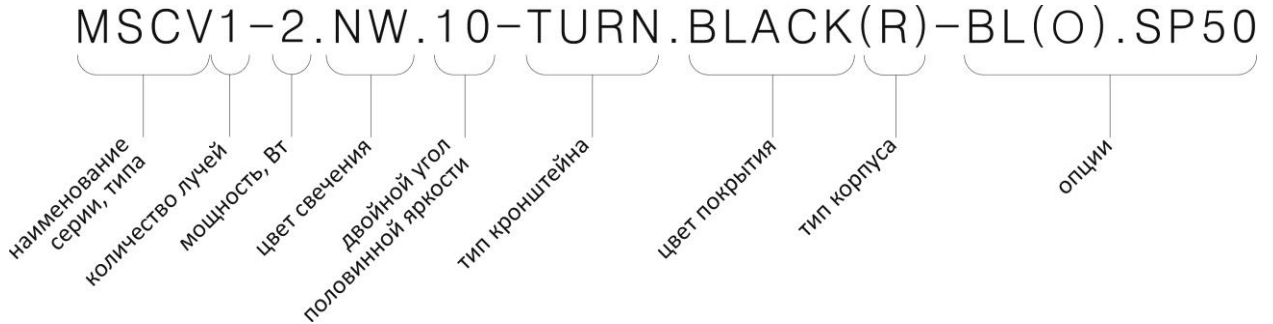 MSCV1-2.NW.10-TURN.BLACK(R)-BL(O).SP50
наименование
серии, типа
количество лучей
мощность, Вт
цвет свечения
двойной угол
половинной яркости
тип кронштейна
цвет покрытия
тип корпуса
опции